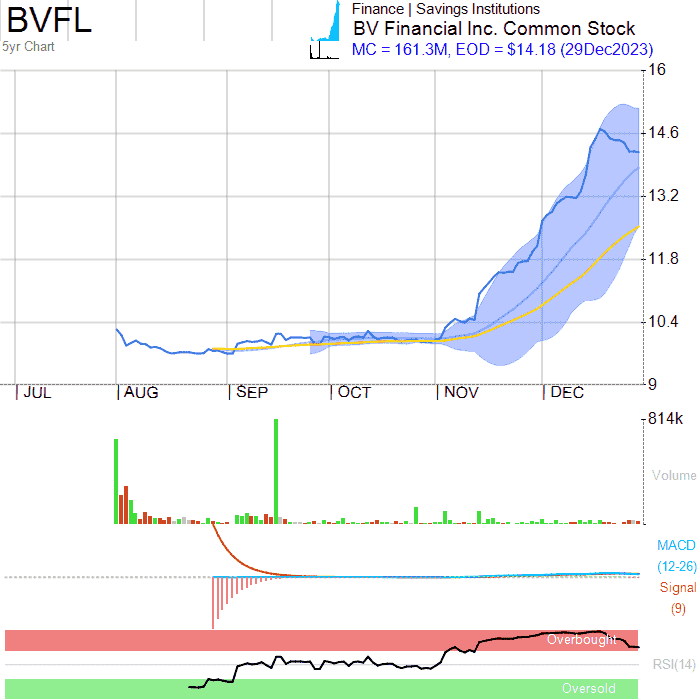 BVFL
5yr Chart
Finance | Savings Institutions
BV Financial Inc. Common Stock
MC = 161.3M, EOD = $14.18 (29Dec2023)
16
14.6
13.2
11.8
10.4
9
JUL AUG SEP OCT NOV DEC
814k
Volume
MACD
(12-26)
Signal
(9)
Overbought
RSI(14)
Oversold